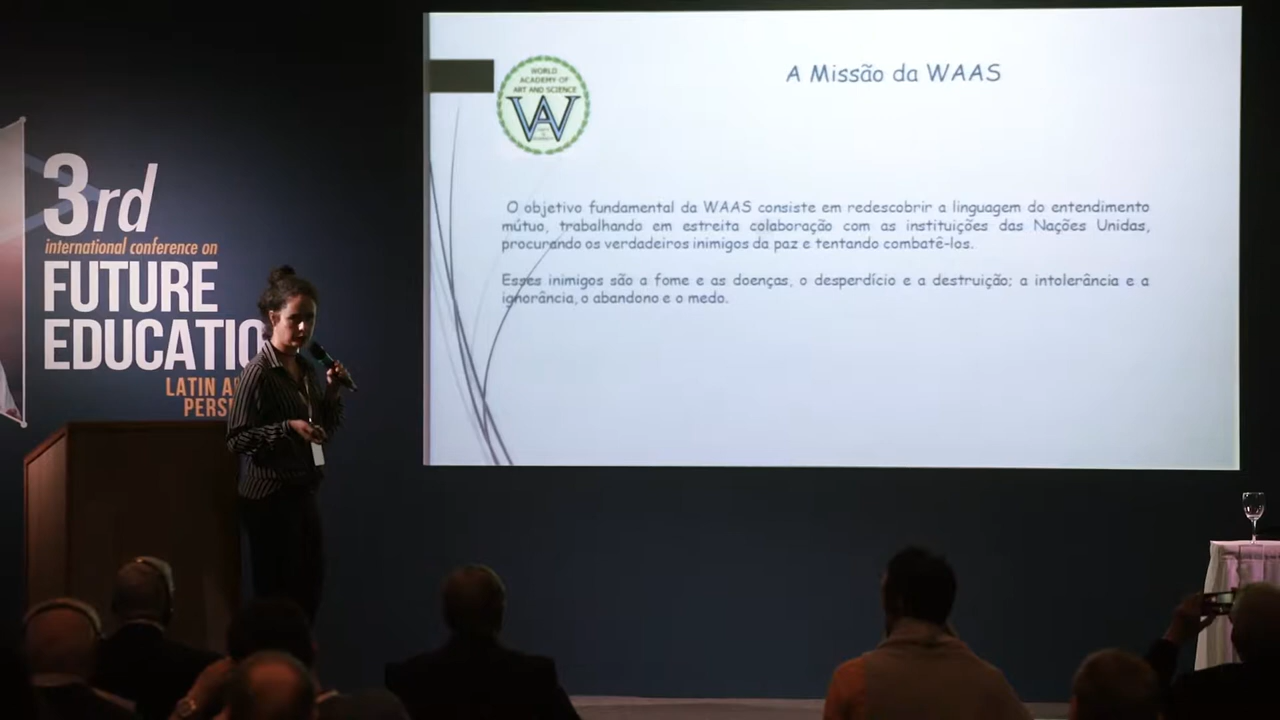 3rd
international conference on
FUTURE
EDUCATIO
LATIN A
PERS
WORLD
ACADEMY OF
ART AND SCIENCE
WA
A Missão da WAAS
O objetivo fundamental da WAAS consiste em redescobrir a linguagem do entendimento
mútuo, trabalhando em estreita colaboração com as instituições das Nações Unidas,
procurando os verdadeiros inimigos da paz e tentando combatê-los.
Esses inimigos são a fome e as doenças, o desperdício e a destruição; a intolerância e a
ignorância, o abandono e o medo.